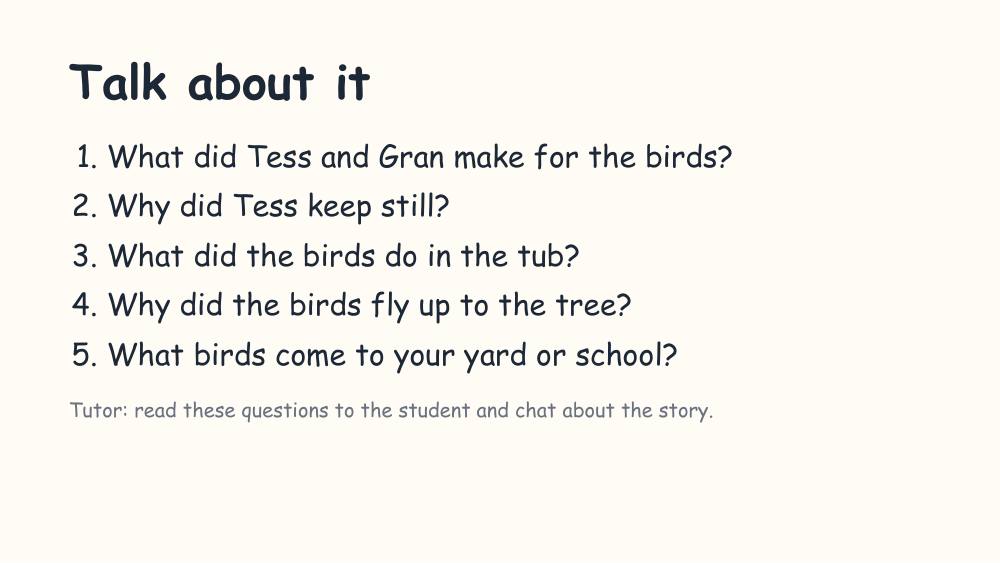 Talk about it
1. What did Tess and Gran make for the birds?
2. Why did Tess keep still?
3. What did the birds do in the tub?
4. Why did the birds fly up to the tree?
5. What birds come to your yard or school?
Tutor: read these questions to the student and chat about the story.